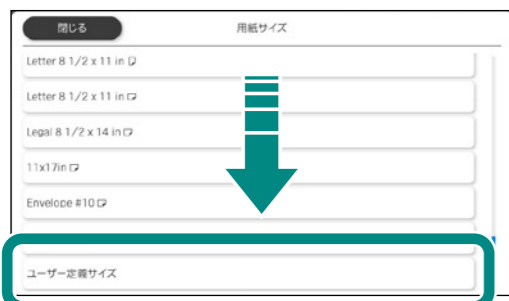 閉じる
用紙サイズ
Letter 8 1/2 x 11 in
Letter 8 1/2 x 11 in
Legal 8 1/2 x 14 in
11x17in
Envelope #10
ユーザー定義サイズ